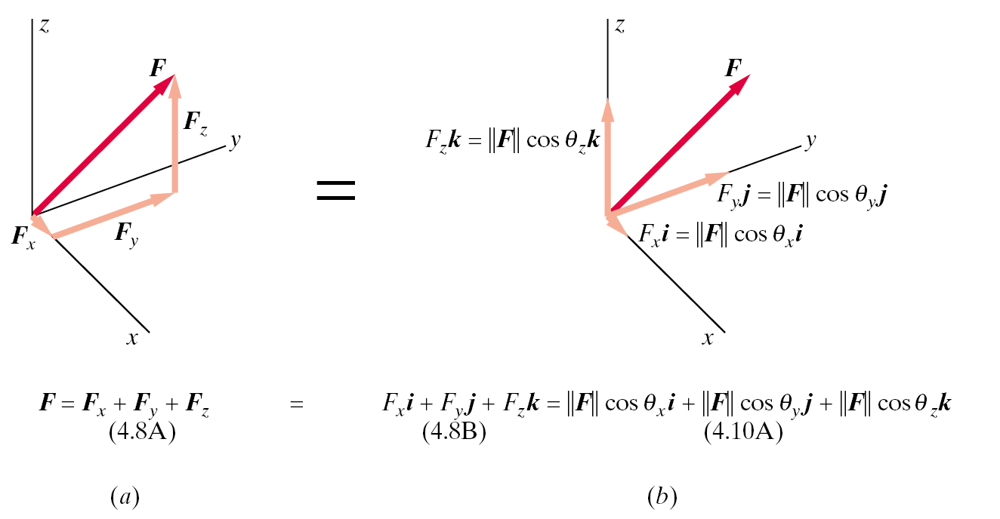 z
z
F
F
F_z
F_z k = ||F|| cos θ_z k
y
y
=
F_y j = ||F|| cos θ_y j
F_x
F_y
F_x i = ||F|| cos θ_x i
x
x
F = F_x + F_y + F_z = F_x i + F_y j + F_z k = ||F|| cos θ_x i + ||F|| cos θ_y j + ||F|| cos θ_z k
(4.8A) (4.8B) (4.10A)
(a) (b)